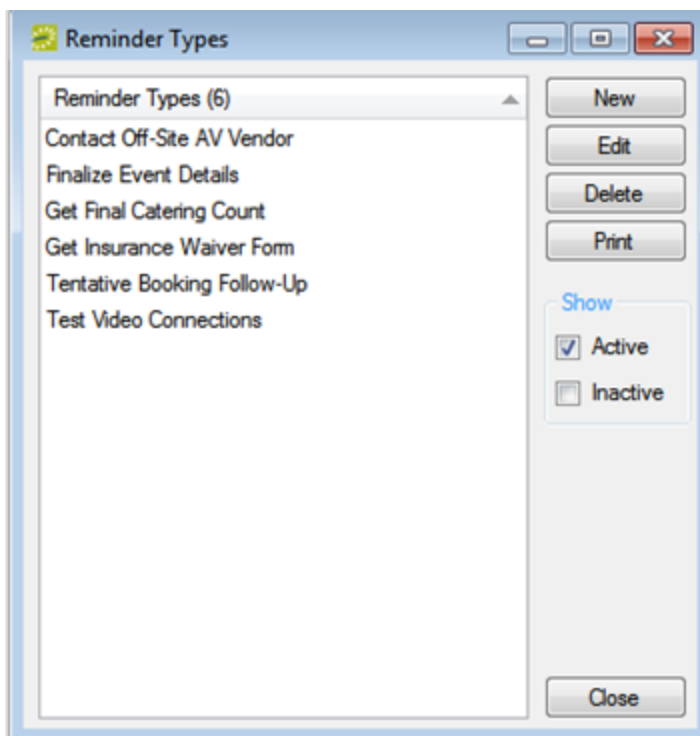 Reminder Types
Reminder Types (6)
Contact Off-Site AV Vendor
Finalize Event Details
Get Final Catering Count
Get Insurance Waiver Form
Tentative Booking Follow-Up
Test Video Connections
New
Edit
Delete
Print
Show
Active
Inactive
Close